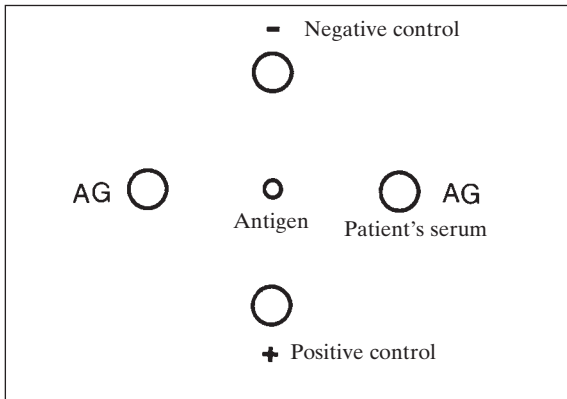 - Negative control
AG
AG
Antigen
Patient's serum
+ Positive control